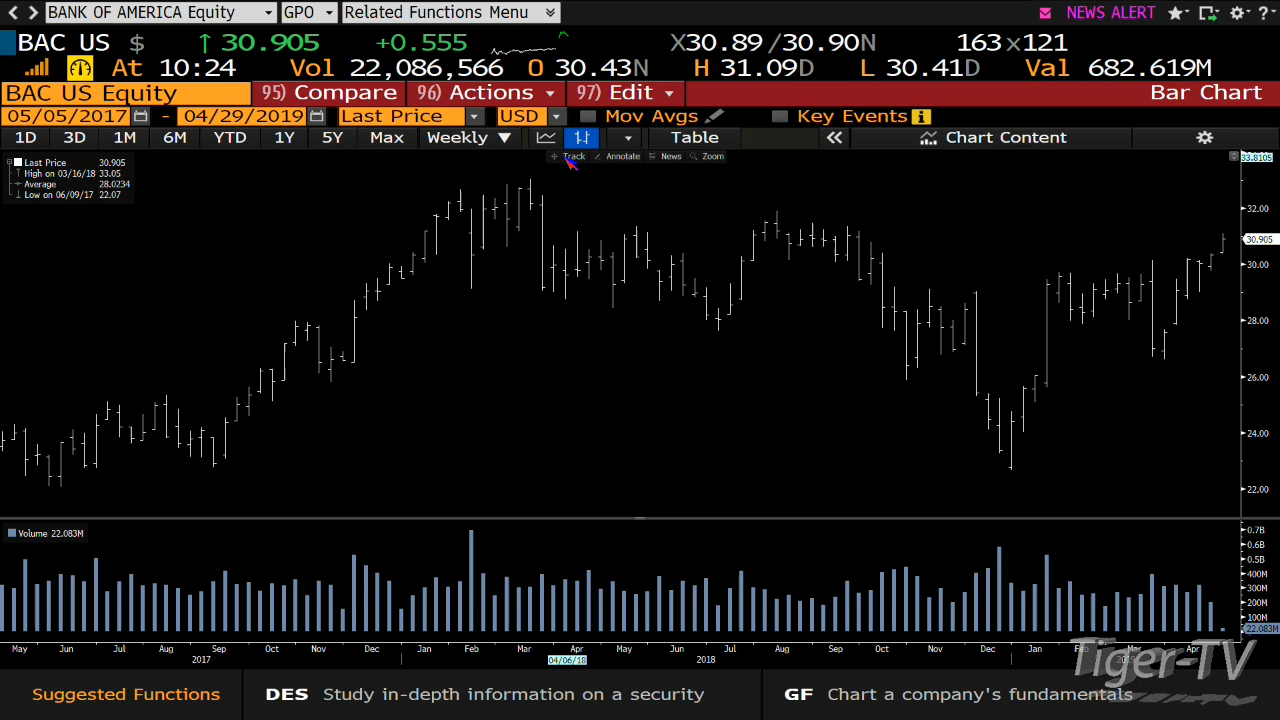 BANK OF AMERICA Equity GPO Related Functions Menu NEWS ALERT ?
BAC US $ ↑ 30.905 +0.555 X30.89/30.90N 163x121
At 10:24 Vol 22,086,566 O 30.43N H 31.09D L 30.41D Val 682.619M
BAC US Equity 95) Compare 96) Actions 97) Edit Bar Chart
05/05/2017 - 04/29/2019 Last Price USD Mov Avgs Key Events i
1D 3D 1M 6M YTD 1Y 5Y Max Weekly ▼ Table « Chart Content
Track Annotate News Zoom
33.8105
Last Price 30.905
High on 03/16/18 33.05
Average 28.0234
Low on 06/09/17 22.07
32.00
30.905
30.00
28.00
26.00
24.00
22.00
Volume 22.083M
0.7B
0.6B
0.5B
400M
300M
200M
100M
22.083M
May Jun Jul Aug Sep Oct Nov Dec Jan Feb Mar Apr May Jun Jul Aug Sep Oct Nov Dec Jan Feb Mar Apr
2017 04/06/18 2018 2019
Tiger-TV
Suggested Functions DES Study in-depth information on a security GF Chart a company's fundamentals